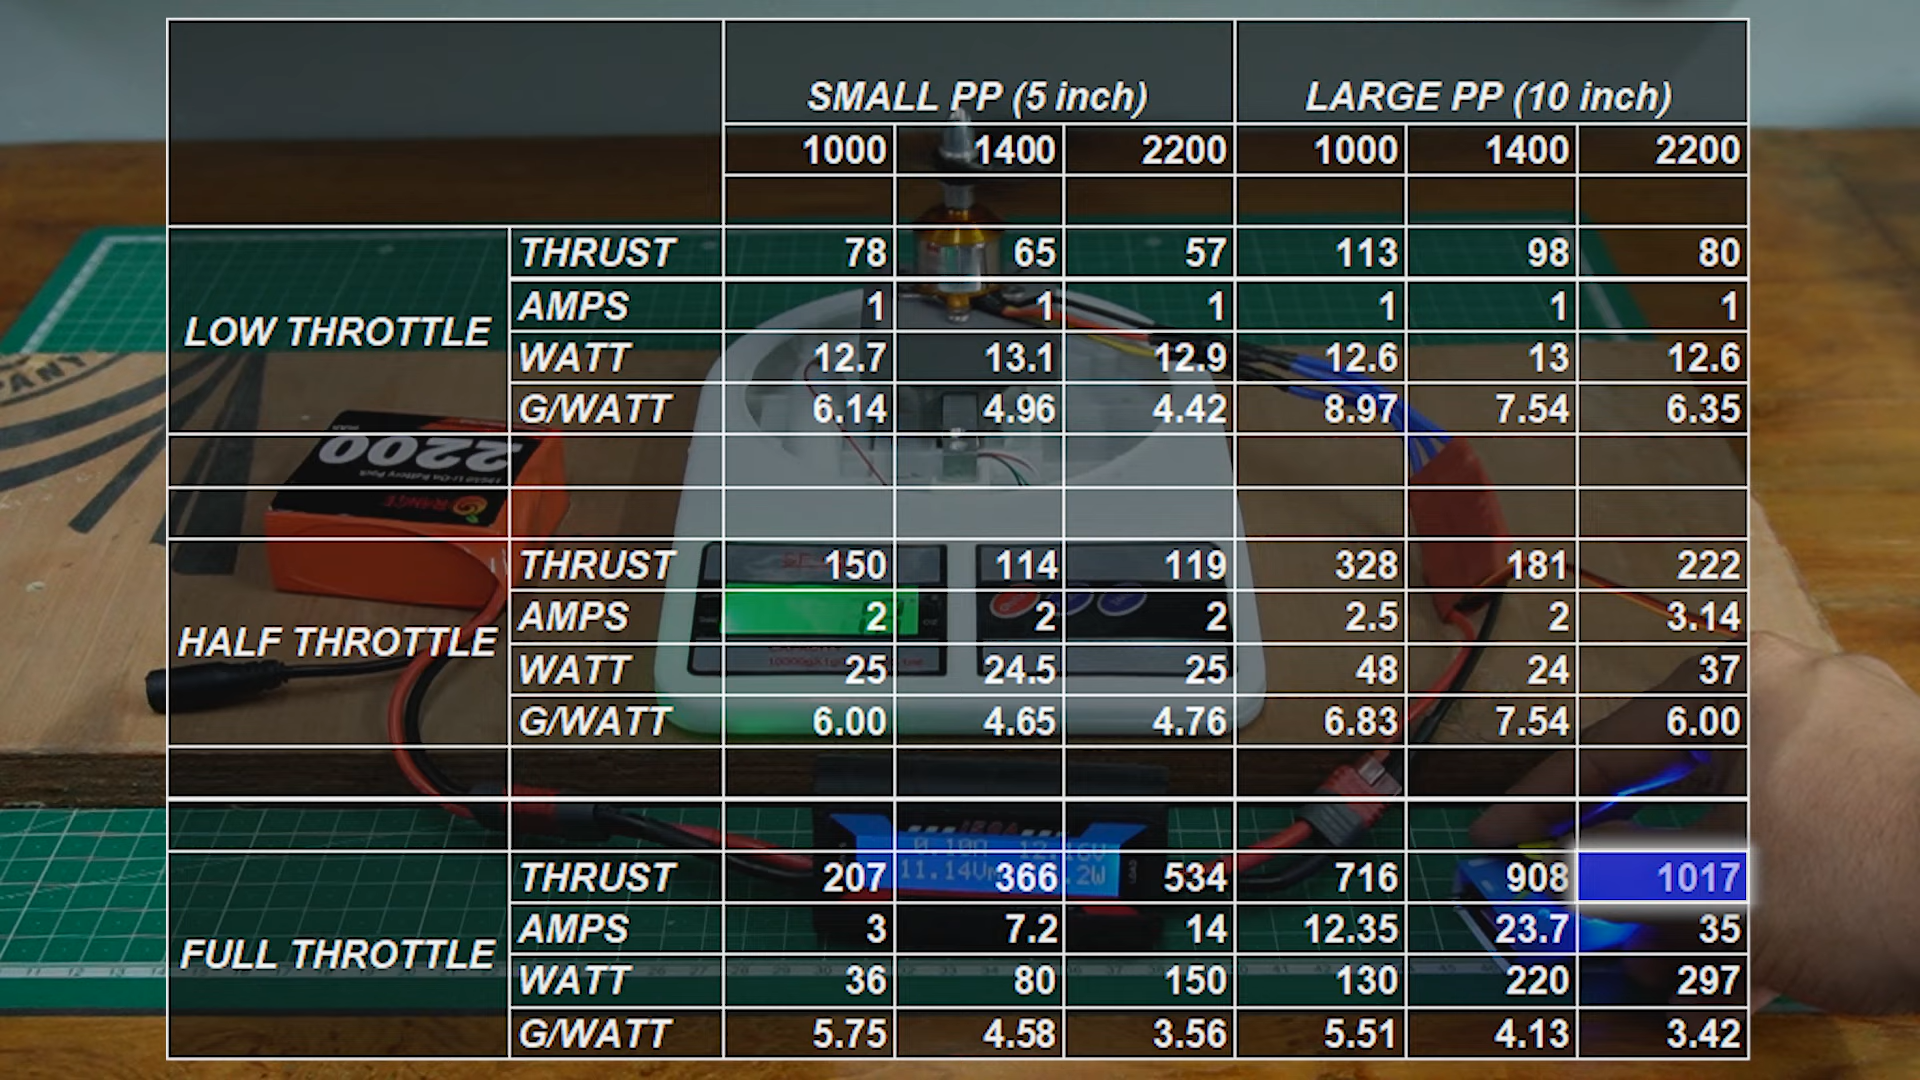 SMALL PP (5 inch) LARGE PP (10 inch)
1000 1400 2200 1000 1400 2200
LOW THROTTLE
THRUST 78 65 57 113 98 80
AMPS 1 1 1 1 1 1
WATT 12.7 13.1 12.9 12.6 13 12.6
G/WATT 6.14 4.96 4.42 8.97 7.54 6.35
HALF THROTTLE
THRUST 150 114 119 328 181 222
AMPS 2 2 2 2.5 2 3.14
WATT 25 24.5 25 48 24 37
G/WATT 6.00 4.65 4.76 6.83 7.54 6.00
FULL THROTTLE
THRUST 207 366 534 716 908 1017
AMPS 3 7.2 14 12.35 23.7 35
WATT 36 80 150 130 220 297
G/WATT 5.75 4.58 3.56 5.51 4.13 3.42
2200
ORANGE
PANY